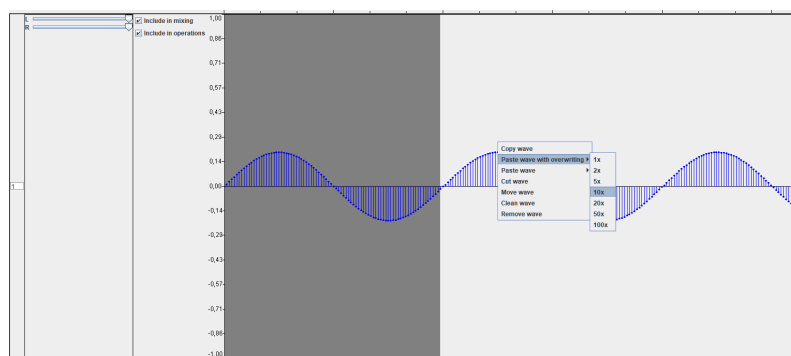 L
R
Include in mixing
Include in operations
1,00
0,86
0,71
0,57
0,43
0,29
0,14
0,00
-0,14
-0,29
-0,43
-0,57
-0,71
-0,86
-1,00
1
Copy wave
Paste wave with overwriting
Paste wave
Cut wave
Move wave
Clean wave
Remove wave
1x
2x
5x
10x
20x
50x
100x